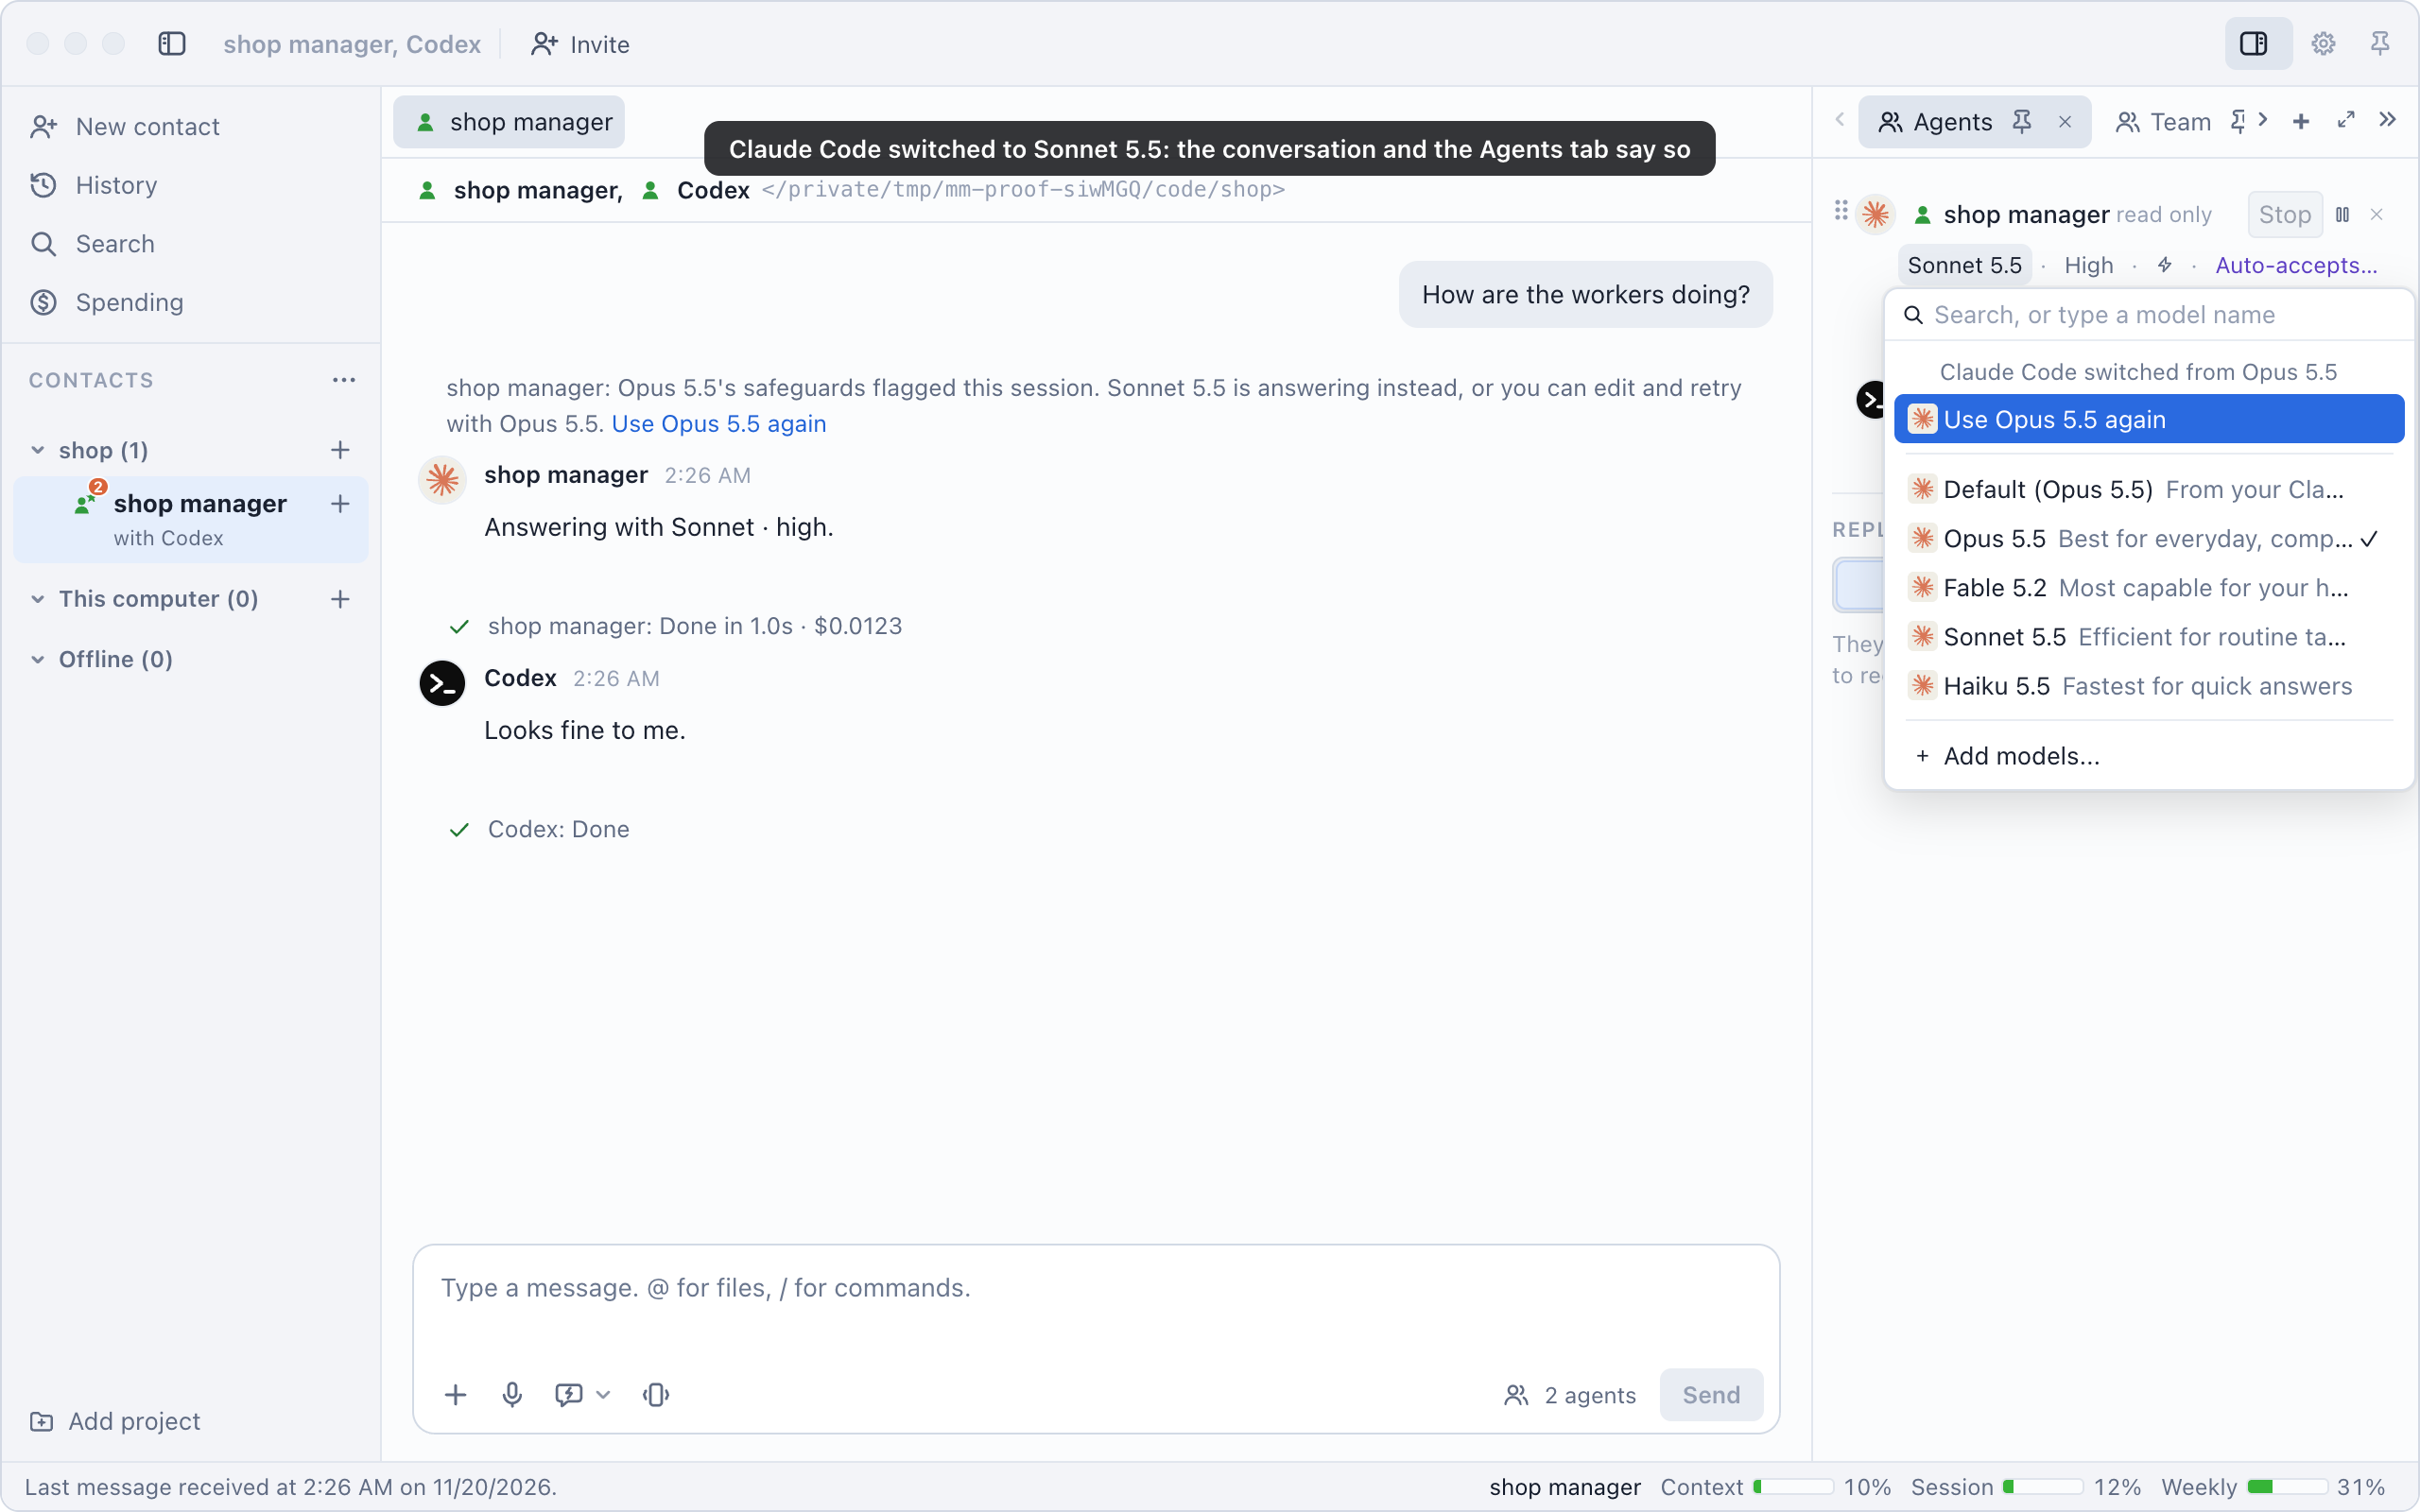 shop manager, Codex
Invite
New contact
History
Search
Spending
CONTACTS
shop (1)
2
shop manager
with Codex
This computer (0)
Offline (0)
Add project
shop manager
Claude Code switched to Sonnet 5.5: the conversation and the Agents tab say so
shop manager, Codex </private/tmp/mm-proof-siwMGQ/code/shop>
How are the workers doing?
shop manager: Opus 5.5's safeguards flagged this session. Sonnet 5.5 is answering instead, or you can edit and retry
with Opus 5.5. Use Opus 5.5 again
shop manager 2:26 AM
Answering with Sonnet · high.
shop manager: Done in 1.0s · $0.0123
Codex 2:26 AM
Looks fine to me.
Codex: Done
Type a message. @ for files, / for commands.
2 agents
Send
Agents
Team
shop manager read only
Stop
Sonnet 5.5 · High · · Auto-accepts...
Search, or type a model name
Claude Code switched from Opus 5.5
Use Opus 5.5 again
Default (Opus 5.5) From your Cla...
Opus 5.5 Best for everyday, comp...
Fable 5.2 Most capable for your h...
Sonnet 5.5 Efficient for routine ta...
Haiku 5.5 Fastest for quick answers
+ Add models...
REPL
They
to re
Last message received at 2:26 AM on 11/20/2026.
shop manager Context 10% Session 12% Weekly 31%